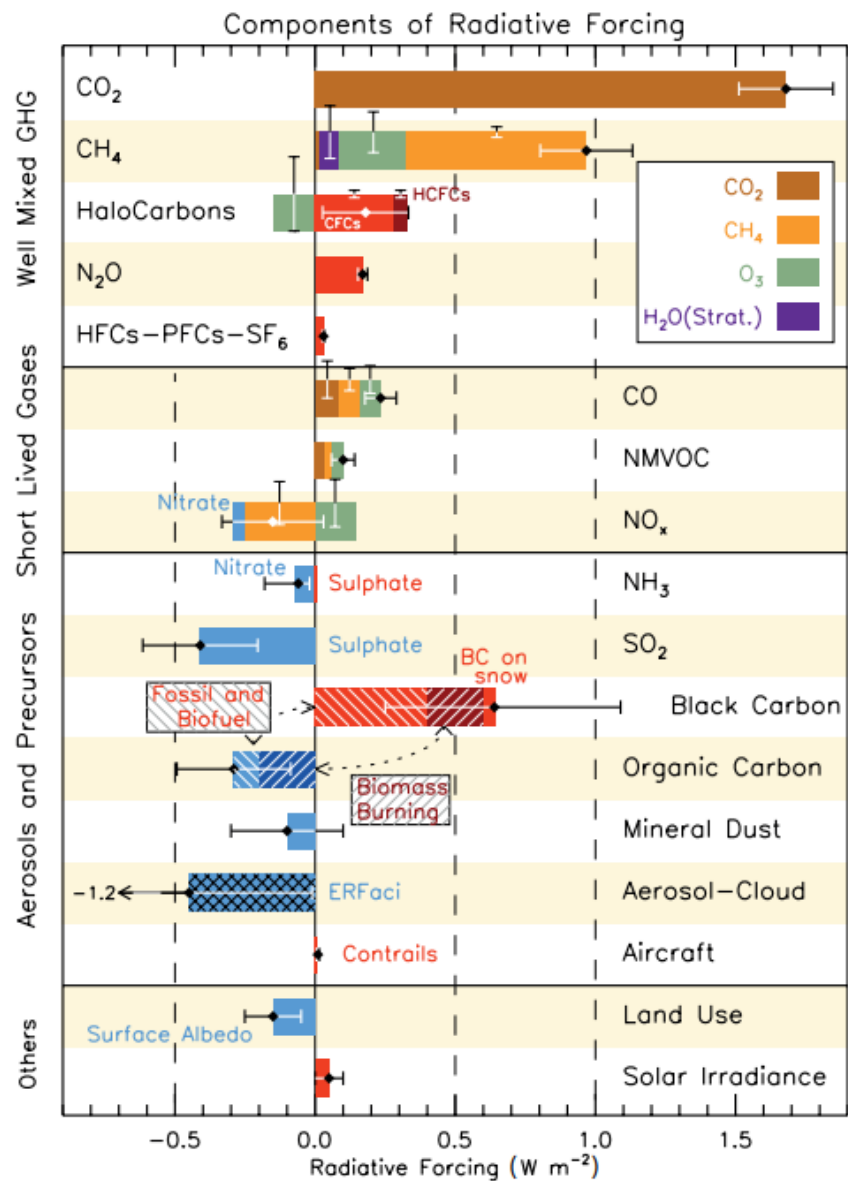 Components of Radiative Forcing
Well Mixed GHG
CO₂
CH₄
HaloCarbons
CFCs
HCFCs
N₂O
HFCs-PFCs-SF₆
CO₂
CH₄
O₃
H₂O(Strat.)
Short Lived Gases
CO
NMVOC
Nitrate
NOₓ
Aerosols and Precursors
Nitrate
Sulphate
NH₃
Sulphate
SO₂
BC on
snow
Fossil and
Biofuel
Black Carbon
Organic Carbon
Biomass
Burning
Mineral Dust
-1.2
ERFaci
Aerosol-Cloud
Contrails
Aircraft
Others
Surface Albedo
Land Use
Solar Irradiance
-0.5 0.0 0.5 1.0 1.5
Radiative Forcing (W m⁻²)